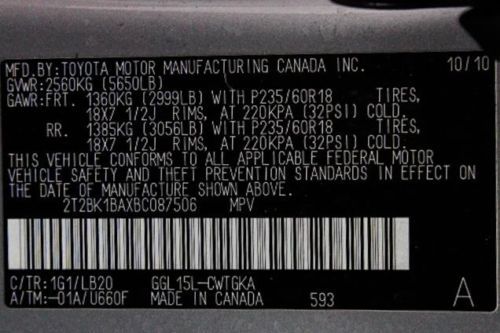 MFD.BY:TOYOTA MOTOR MANUFACTURING CANADA INC. 10/10
GVWR:2560KG (5650LB)
GAWR:FRT. 1360KG (2999LB) WITH P235/60R18 TIRES,
18X7 1/2J RIMS, AT 220KPA (32PSI) COLD.
RR. 1385KG (3056LB) WITH P235/60R18 TIRES,
18X7 1/2J RIMS, AT 220KPA (32PSI) COLD.
THIS VEHICLE CONFORMS TO ALL APPLICABLE FEDERAL MOTOR
VEHICLE SAFETY AND THEFT PREVENTION STANDARDS IN EFFECT ON
THE DATE OF MANUFACTURE SHOWN ABOVE.
2T2BK1BAXBC087506 MPV
C/TR:1G1/LB20 GGL15L-CWTGKA
A/TM:-01A/U660F MADE IN CANADA 593 A